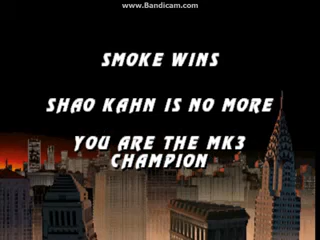 www.Bandicam.com
SMOKE WINS
SHAO KAHN IS NO MORE
YOU ARE THE MK3
CHAMPION